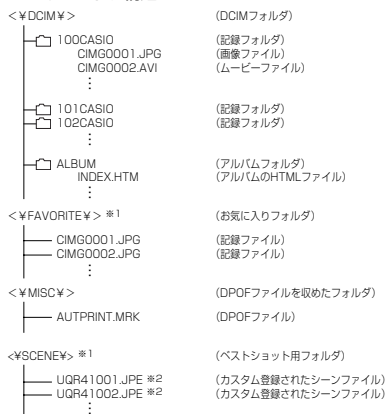 <¥DCIM¥> (DCIMフォルダ)
100CASIO (記録フォルダ)
CIMG0001.JPG (画像ファイル)
CIMG0002.AVI (ムービーファイル)
101CASIO (記録フォルダ)
102CASIO (記録フォルダ)
ALBUM (アルバムフォルダ)
INDEX.HTM (アルバムのHTMLファイル)
<¥FAVORITE¥> ※1 (お気に入りフォルダ)
CIMG0001.JPG (記録ファイル)
CIMG0002.JPG (記録ファイル)
<¥MISC¥> (DPOFファイルを収めたフォルダ)
AUTPRINT.MRK (DPOFファイル)
<¥SCENE¥> ※1 (ベストショット用フォルダ)
UQR41001.JPE ※2 (カスタム登録されたシーンファイル)
UQR41002.JPE ※2 (カスタム登録されたシーンファイル)